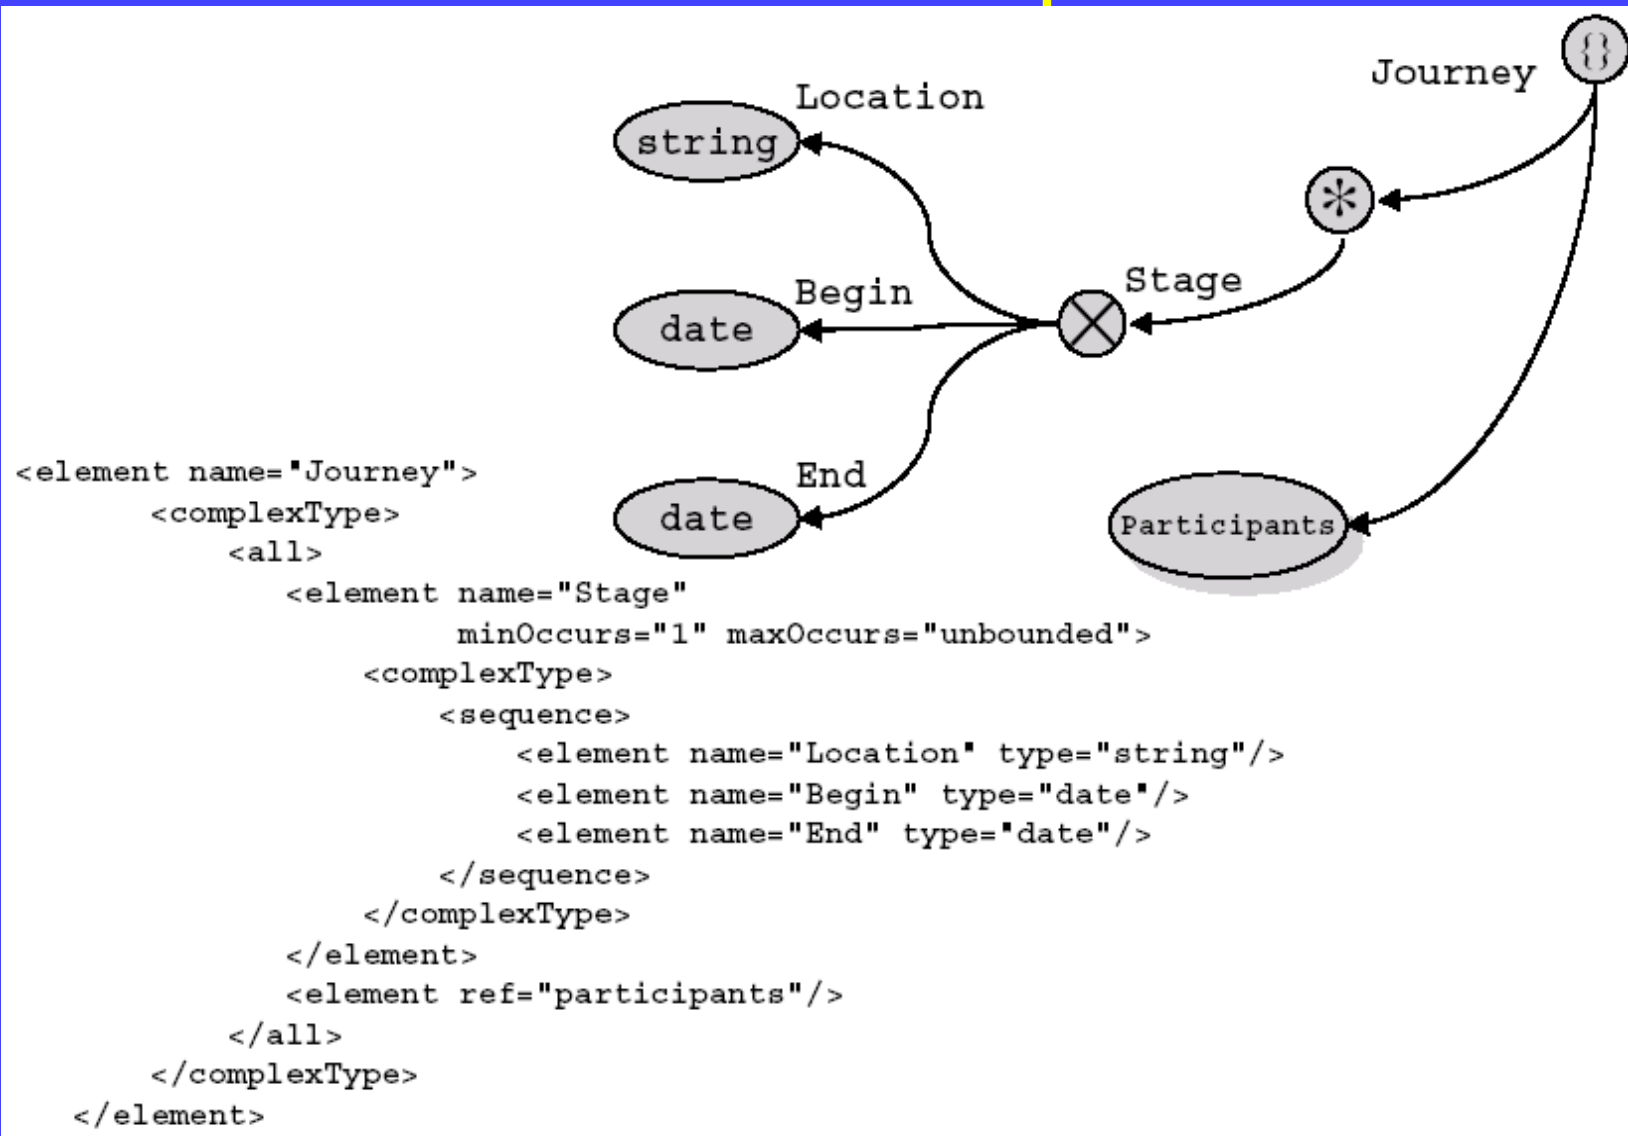 {}
Journey
Location
string
*
Stage
Begin
date
End
date
Participants
<element name="Journey">
<complexType>
<all>
<element name="Stage"
minOccurs="1" maxOccurs="unbounded">
<complexType>
<sequence>
<element name="Location" type="string"/>
<element name="Begin" type="date"/>
<element name="End" type="date"/>
</sequence>
</complexType>
</element>
<element ref="participants"/>
</all>
</complexType>
</element>